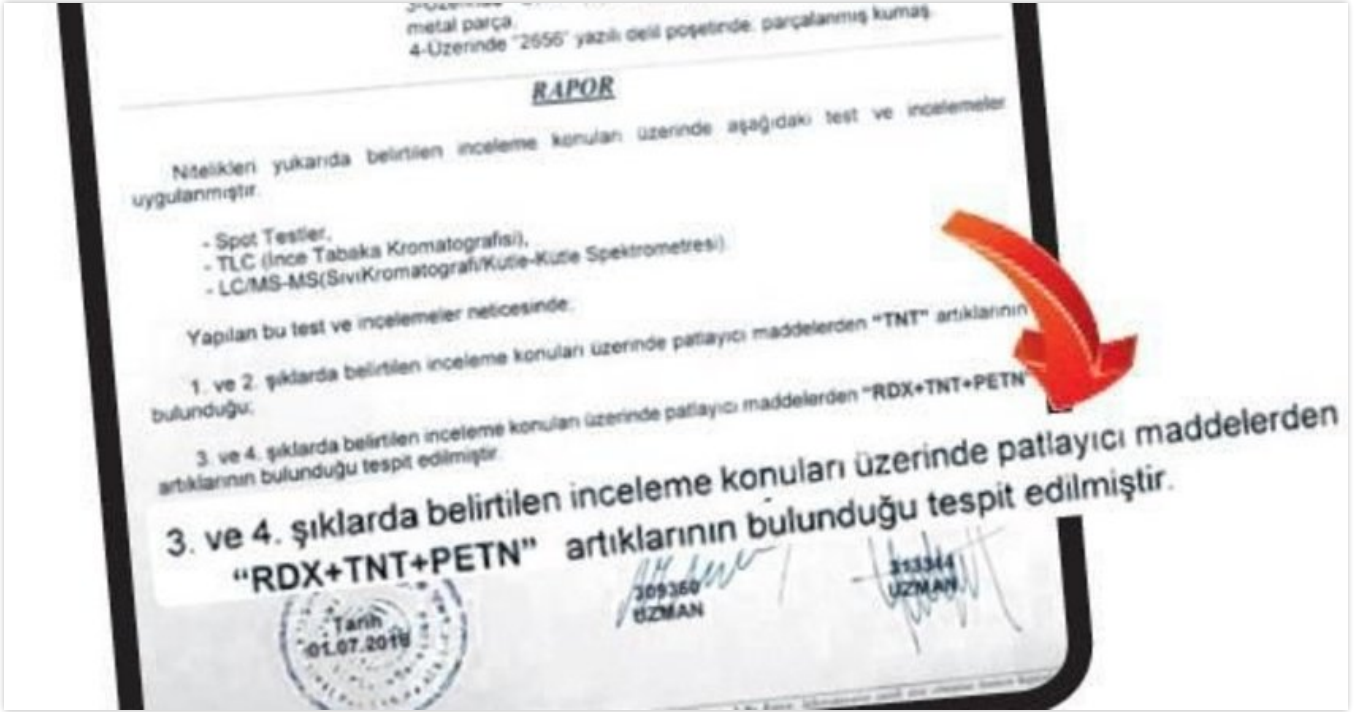 metal parça.
4-Üzerinde "2656" yazılı delil poşetinde, parçalanmış kumaş.
RAPOR
Nitelikleri yukarıda belirtilen inceleme konuları üzerinde aşağıdaki test ve incelemeler
uygulanmıştır.
- Spot Testler,
- TLC (İnce Tabaka Kromatografisi),
- LC/MS-MS(SıvıKromatografi/Kutle-Kutle Spektrometresi).
Yapılan bu test ve incelemeler neticesinde;
1. ve 2. şıklarda belirtilen inceleme konuları üzerinde patlayıcı maddelerden "TNT" artıklarının
bulunduğu;
3. ve 4. şıklarda belirtilen inceleme konuları üzerinde patlayıcı maddelerden "RDX+TNT+PETN"
artıklarının bulunduğu tespit edilmiştir.
3. ve 4. şıklarda belirtilen inceleme konuları üzerinde patlayıcı maddelerden
"RDX+TNT+PETN" artıklarının bulunduğu tespit edilmiştir.
Tarih
01.07.2016
309360
UZMAN
313344
UZMAN